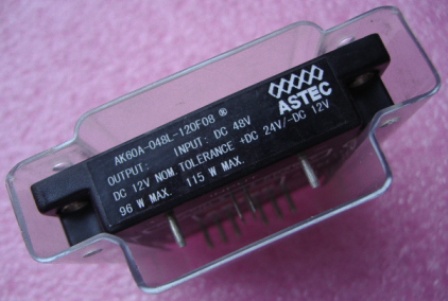 ASTEC
AK60A-048L-120F08 ®
OUTPUT: INPUT: DC 48V
DC 12V NOM. TOLERANCE +DC 24V/-DC 12V
96 W MAX. 115 W MAX.